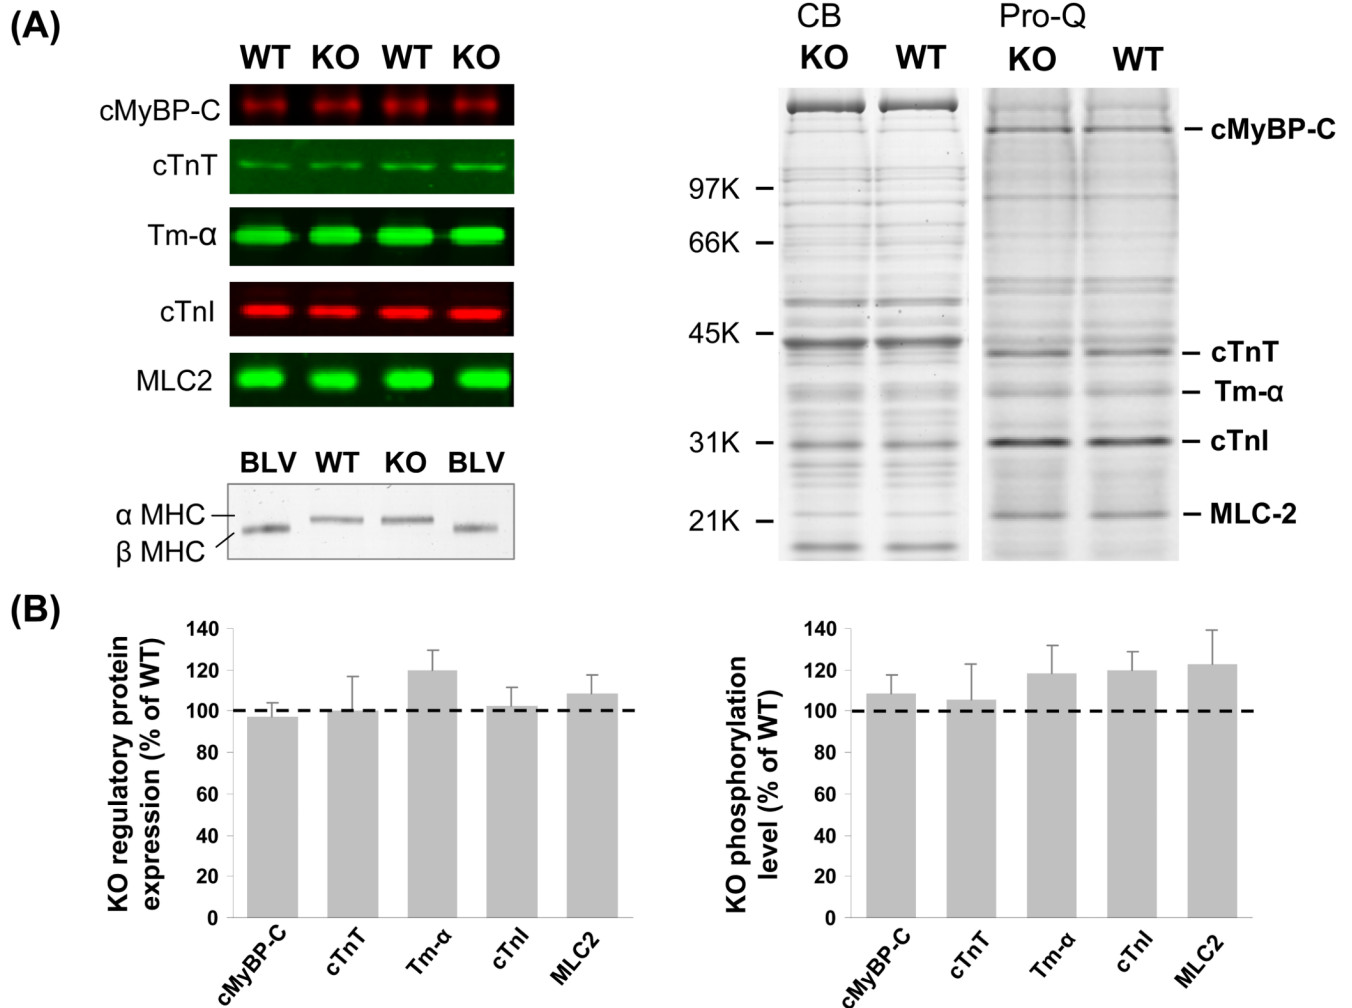 (A)
WT KO WT KO
cMyBP-C
cTnT
Tm-α
cTnI
MLC2
BLV WT KO BLV
α MHC
β MHC
CB Pro-Q
KO WT KO WT
97K
66K
45K
31K
21K
cMyBP-C
cTnT
Tm-α
cTnI
MLC-2
(B)
KO regulatory protein
expression (% of WT)
140
120
100
80
60
40
20
0
cMyBP-C
cTnT
Tm-α
cTnI
MLC2
KO phosphorylation
level (% of WT)
140
120
100
80
60
40
20
0
cMyBP-C
cTnT
Tm-α
cTnI
MLC2